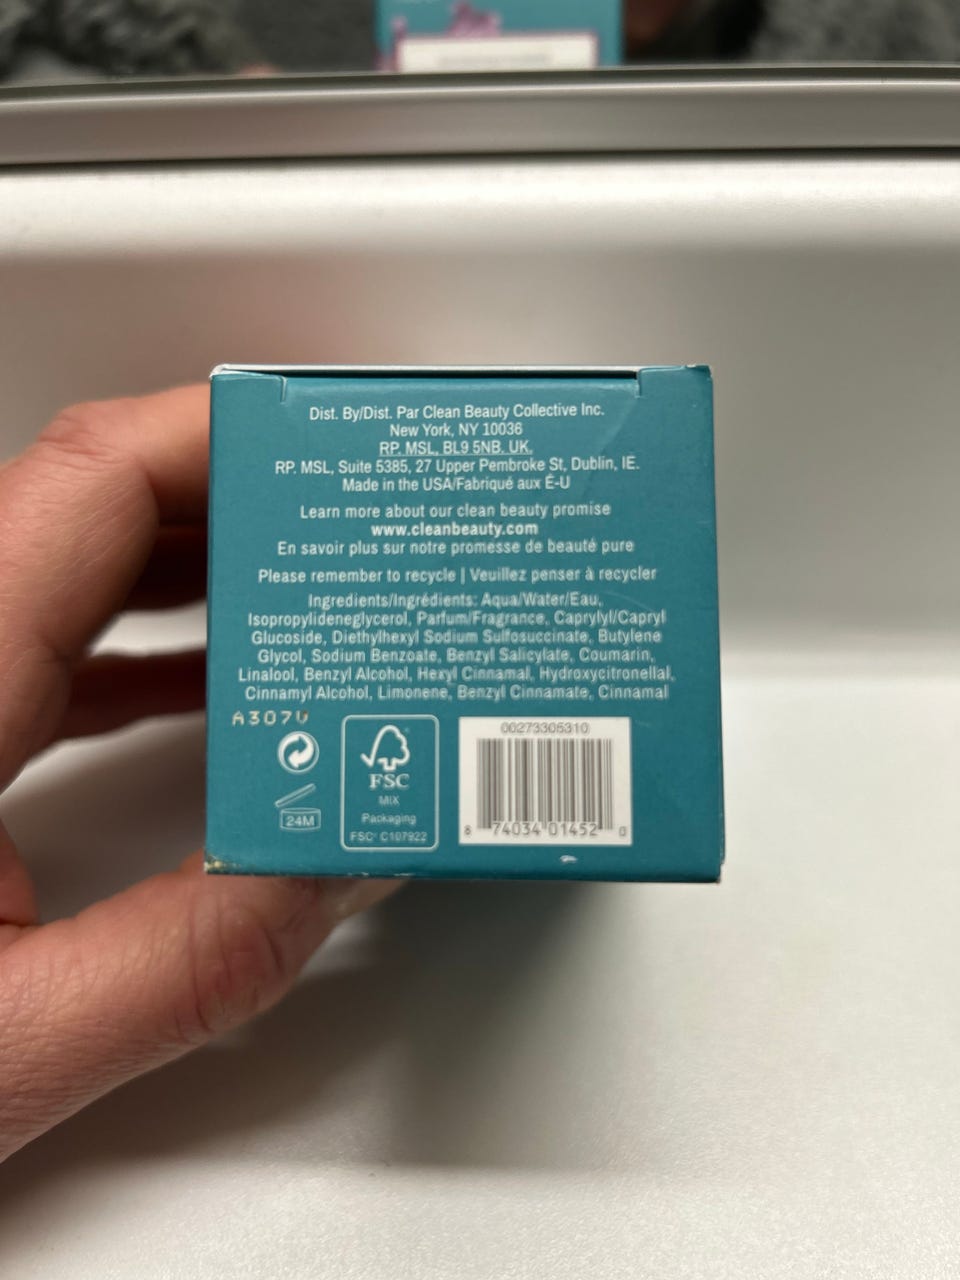 Dist. By/Dist. Par Clean Beauty Collective Inc.
New York, NY 10036
RP. MSL, BL9 5NB. UK.
RP. MSL, Suite 5385, 27 Upper Pembroke St, Dublin, IE.
Made in the USA/Fabriqué aux É-U
Learn more about our clean beauty promise
www.cleanbeauty.com
En savoir plus sur notre promesse de beauté pure
Please remember to recycle | Veuillez penser à recycler
Ingredients/Ingrédients: Aqua/Water/Eau,
Isopropylideneglycerol, Parfum/Fragrance, Caprylyl/Capryl
Glucoside, Diethylhexyl Sodium Sulfosuccinate, Butylene
Glycol, Sodium Benzoate, Benzyl Salicylate, Coumarin,
Linalool, Benzyl Alcohol, Hexyl Cinnamal, Hydroxycitronellal,
Cinnamyl Alcohol, Limonene, Benzyl Cinnamate, Cinnamal
24M
FSC
MIX
Packaging
FSC® C107922
00273305310
8 74034 01452 0